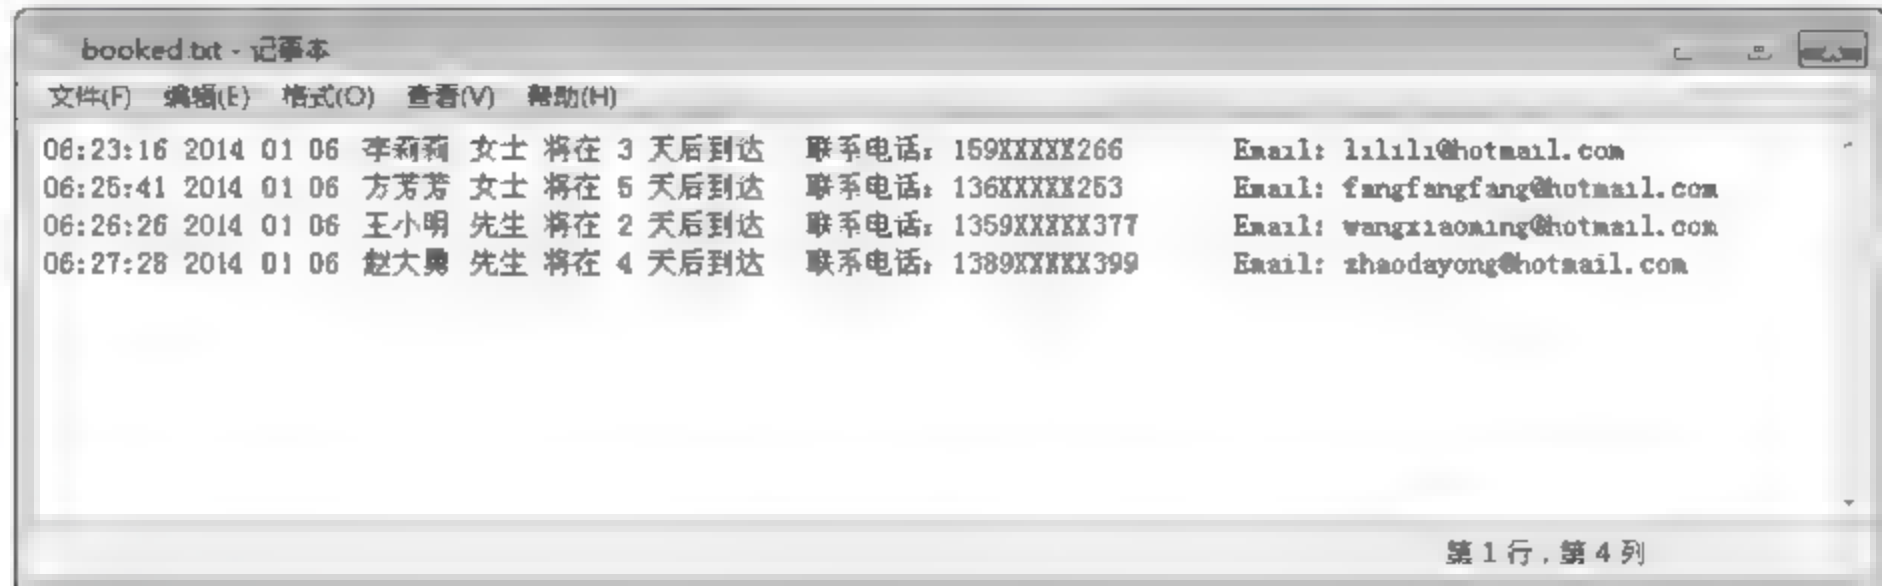 booked.txt - 记事本
文件(F) 编辑(E) 格式(O) 查看(V) 帮助(H)
06:23:16 2014 01 06 李莉莉 女士 将在 3 天后到达 联系电话：159XXXXX266 Email: lilili@hotmail.com
06:25:41 2014 01 06 方芳芳 女士 将在 5 天后到达 联系电话：136XXXXX253 Email: fangfangfang@hotmail.com
06:26:26 2014 01 06 王小明 先生 将在 2 天后到达 联系电话：1359XXXXX377 Email: wangxiaoming@hotmail.com
06:27:28 2014 01 06 赵大勇 先生 将在 4 天后到达 联系电话：1389XXXXX399 Email: zhaodayong@hotmail.com
第 1 行，第 4 列